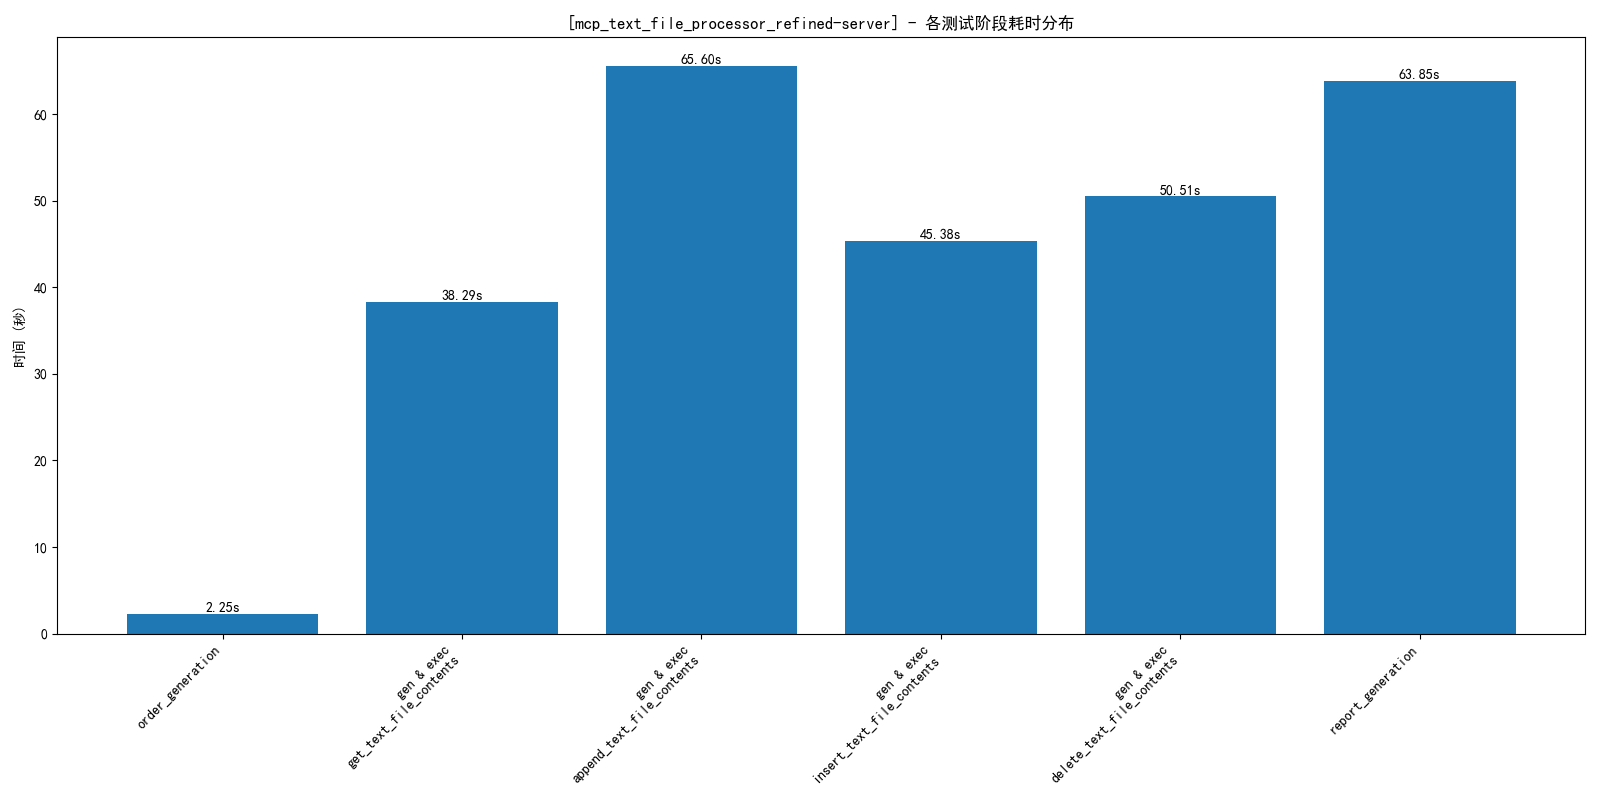 [mcp_text_file_processor_refined-server] - 各测试阶段耗时分布
时间 (秒)
60
50
40
30
20
10
0
2.25s
38.29s
65.60s
45.38s
50.51s
63.85s
order_generation
gen & exec
get_text_file_contents
gen & exec
append_text_file_contents
gen & exec
insert_text_file_contents
gen & exec
delete_text_file_contents
report_generation